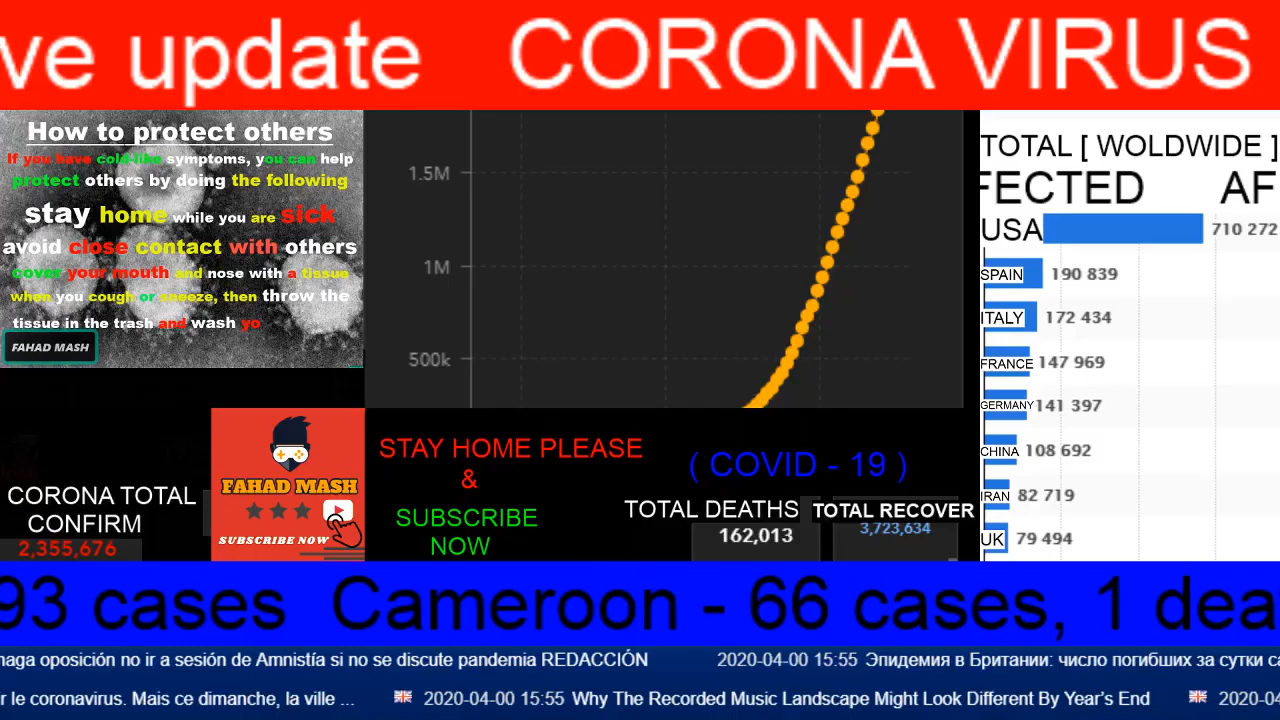 ve update CORONA VIRUS
How to protect others
If you have cold-like symptoms, you can help
protect others by doing the following
stay home while you are sick
avoid close contact with others
cover your mouth and nose with a tissue
when you cough or sneeze, then throw the
tissue in the trash and wash yo
FAHAD MASH
1.5M
1M
500k
TOTAL [ WOLDWIDE ]
FECTED AF
USA 710 272
SPAIN 190 839
ITALY 172 434
FRANCE 147 969
GERMANY 141 397
CHINA 108 692
IRAN 82 719
UK 79 494
CORONA TOTAL
CONFIRM
2,355,676
FAHAD MASH
SUBSCRIBE NOW
STAY HOME PLEASE
&
SUBSCRIBE
NOW
( COVID - 19 )
TOTAL DEATHS
162,013
TOTAL RECOVER
3,723,634
93 cases Cameroon - 66 cases, 1 dea
naga oposición no ir a sesión de Amnistía si no se discute pandemia REDACCIÓN 2020-04-00 15:55 Эпидемия в Британии: число погибших за сутки са
r le coronavirus. Mais ce dimanche, la ville ... 2020-04-00 15:55 Why The Recorded Music Landscape Might Look Different By Year's End 2020-04